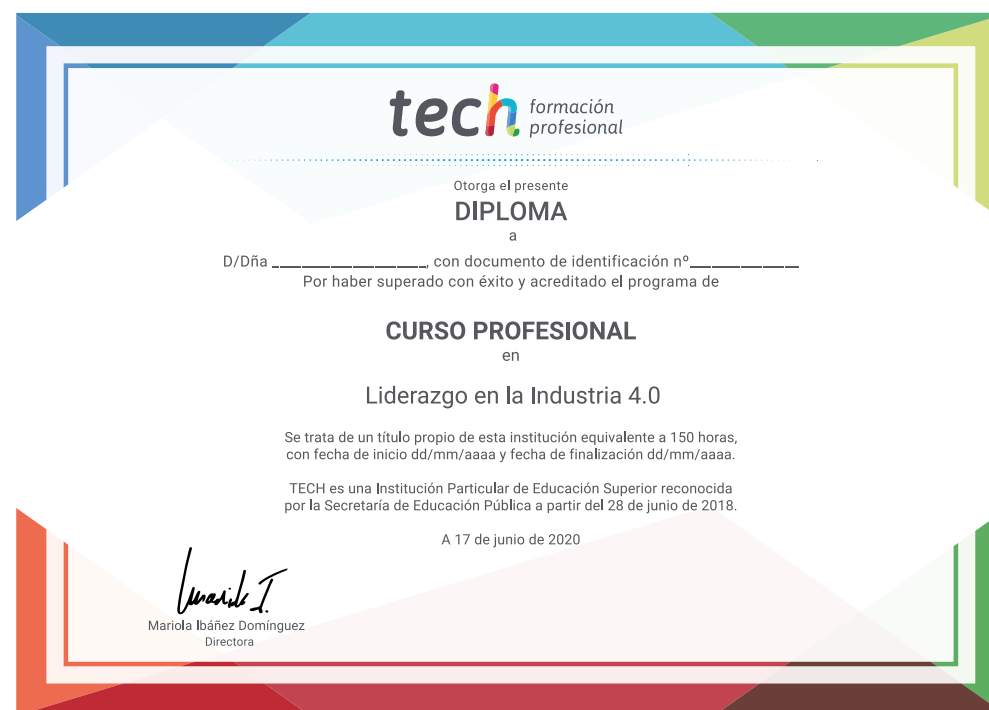 tech formación
profesional
Otorga el presente
DIPLOMA
a
D/Dña ______________________, con documento de identificación nº_______________
Por haber superado con éxito y acreditado el programa de
CURSO PROFESIONAL
en
Liderazgo en la Industria 4.0
Se trata de un título propio de esta institución equivalente a 150 horas,
con fecha de inicio dd/mm/aaaa y fecha de finalización dd/mm/aaaa.
TECH es una Institución Particular de Educación Superior reconocida
por la Secretaría de Educación Pública a partir del 28 de junio de 2018.
A 17 de junio de 2020
Mariola Ibáñez Domínguez
Directora